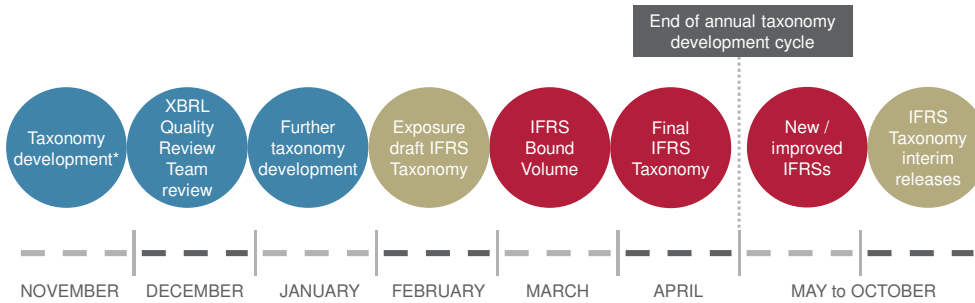 End of annual taxonomy
development cycle
Taxonomy
development*
XBRL
Quality
Review
Team
review
Further
taxonomy
development
Exposure
draft IFRS
Taxonomy
IFRS
Bound
Volume
Final
IFRS
Taxonomy
New /
improved
IFRSs
IFRS
Taxonomy
interim
releases
NOVEMBER
DECEMBER
JANUARY
FEBRUARY
MARCH
APRIL
MAY to OCTOBER